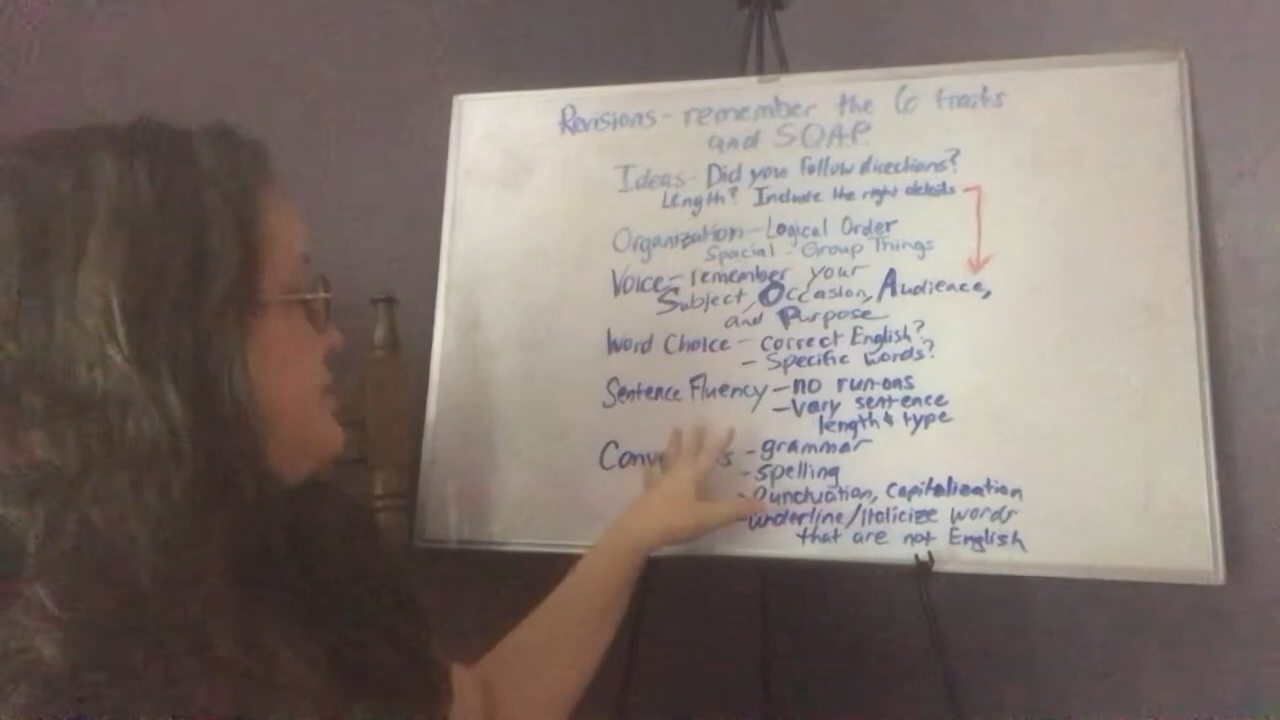 Revisions - remember the 6 traits
and S.O.A.P.
Ideas - Did you follow directions?
Length? Include the right details
Organization - Logical Order
Spacial - Group Things
Voice - remember your
Subject, Occasion, Audience,
and Purpose
Word Choice - correct English?
- Specific words?
Sentence Fluency - no run-ons
- Vary sentence
length & type
- grammar
- spelling
- Punctuation, Capitalization
- underline/italicize words
that are not English